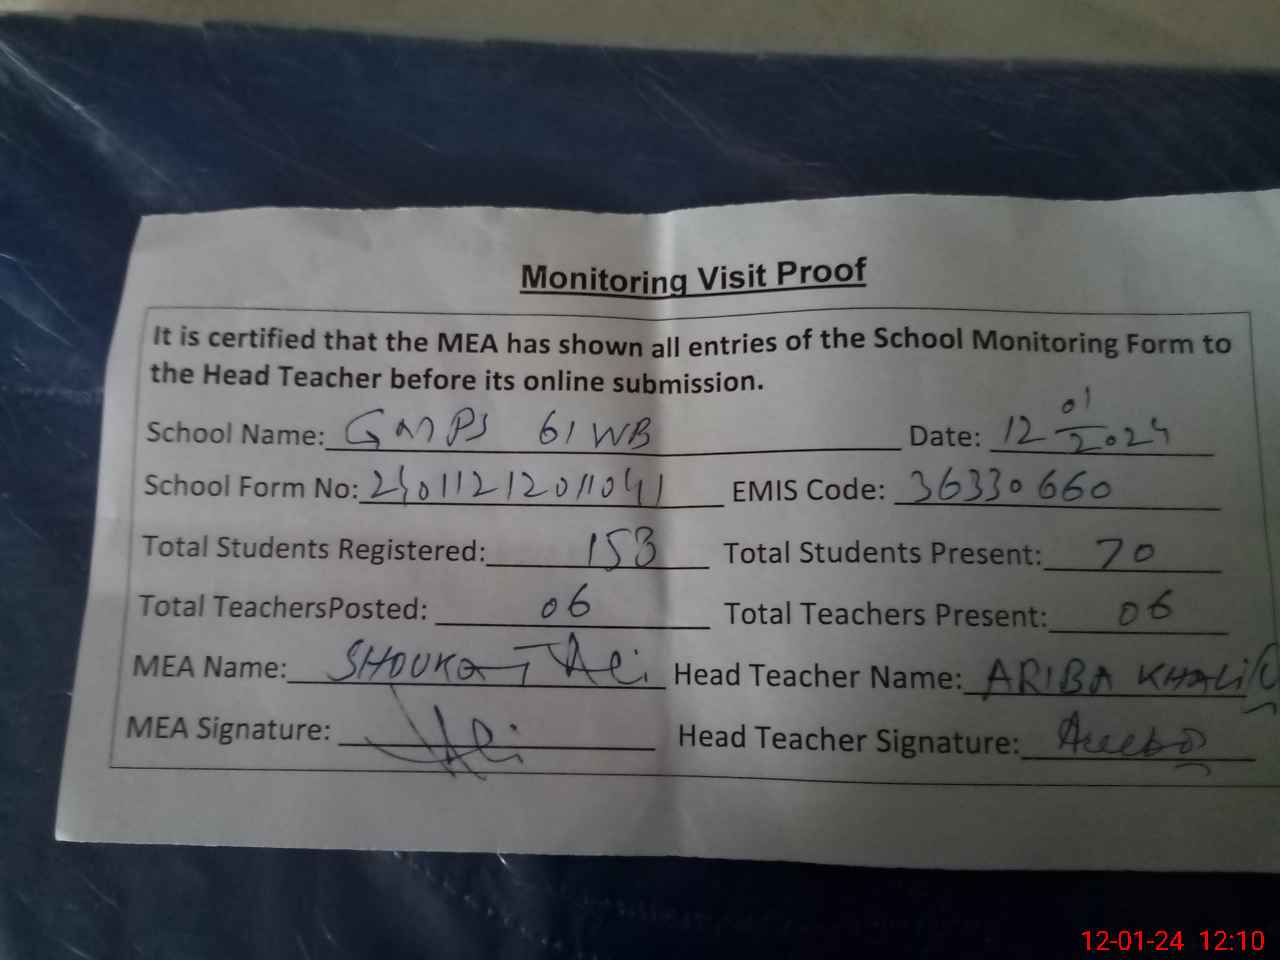 Monitoring Visit Proof
It is certified that the MEA has shown all entries of the School Monitoring Form to
the Head Teacher before its online submission.
School Name: GMPS 61 WB Date: 12 01 2024
School Form No: EMIS Code: 36330660
Total Students Registered: 153 Total Students Present: 70
Total TeachersPosted: 06 Total Teachers Present: 06
MEA Name: SHOUKAT Ali Head Teacher Name: ARIBA KHALID
MEA Signature: Ali Head Teacher Signature:
12-01-24 12:10